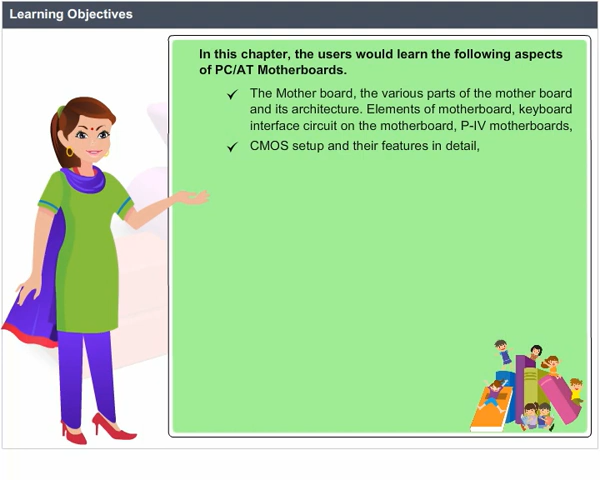 Learning Objectives
In this chapter, the users would learn the following aspects
of PC/AT Motherboards.
The Mother board, the various parts of the mother board
and its architecture. Elements of motherboard, keyboard
interface circuit on the motherboard, P-IV motherboards,
CMOS setup and their features in detail,